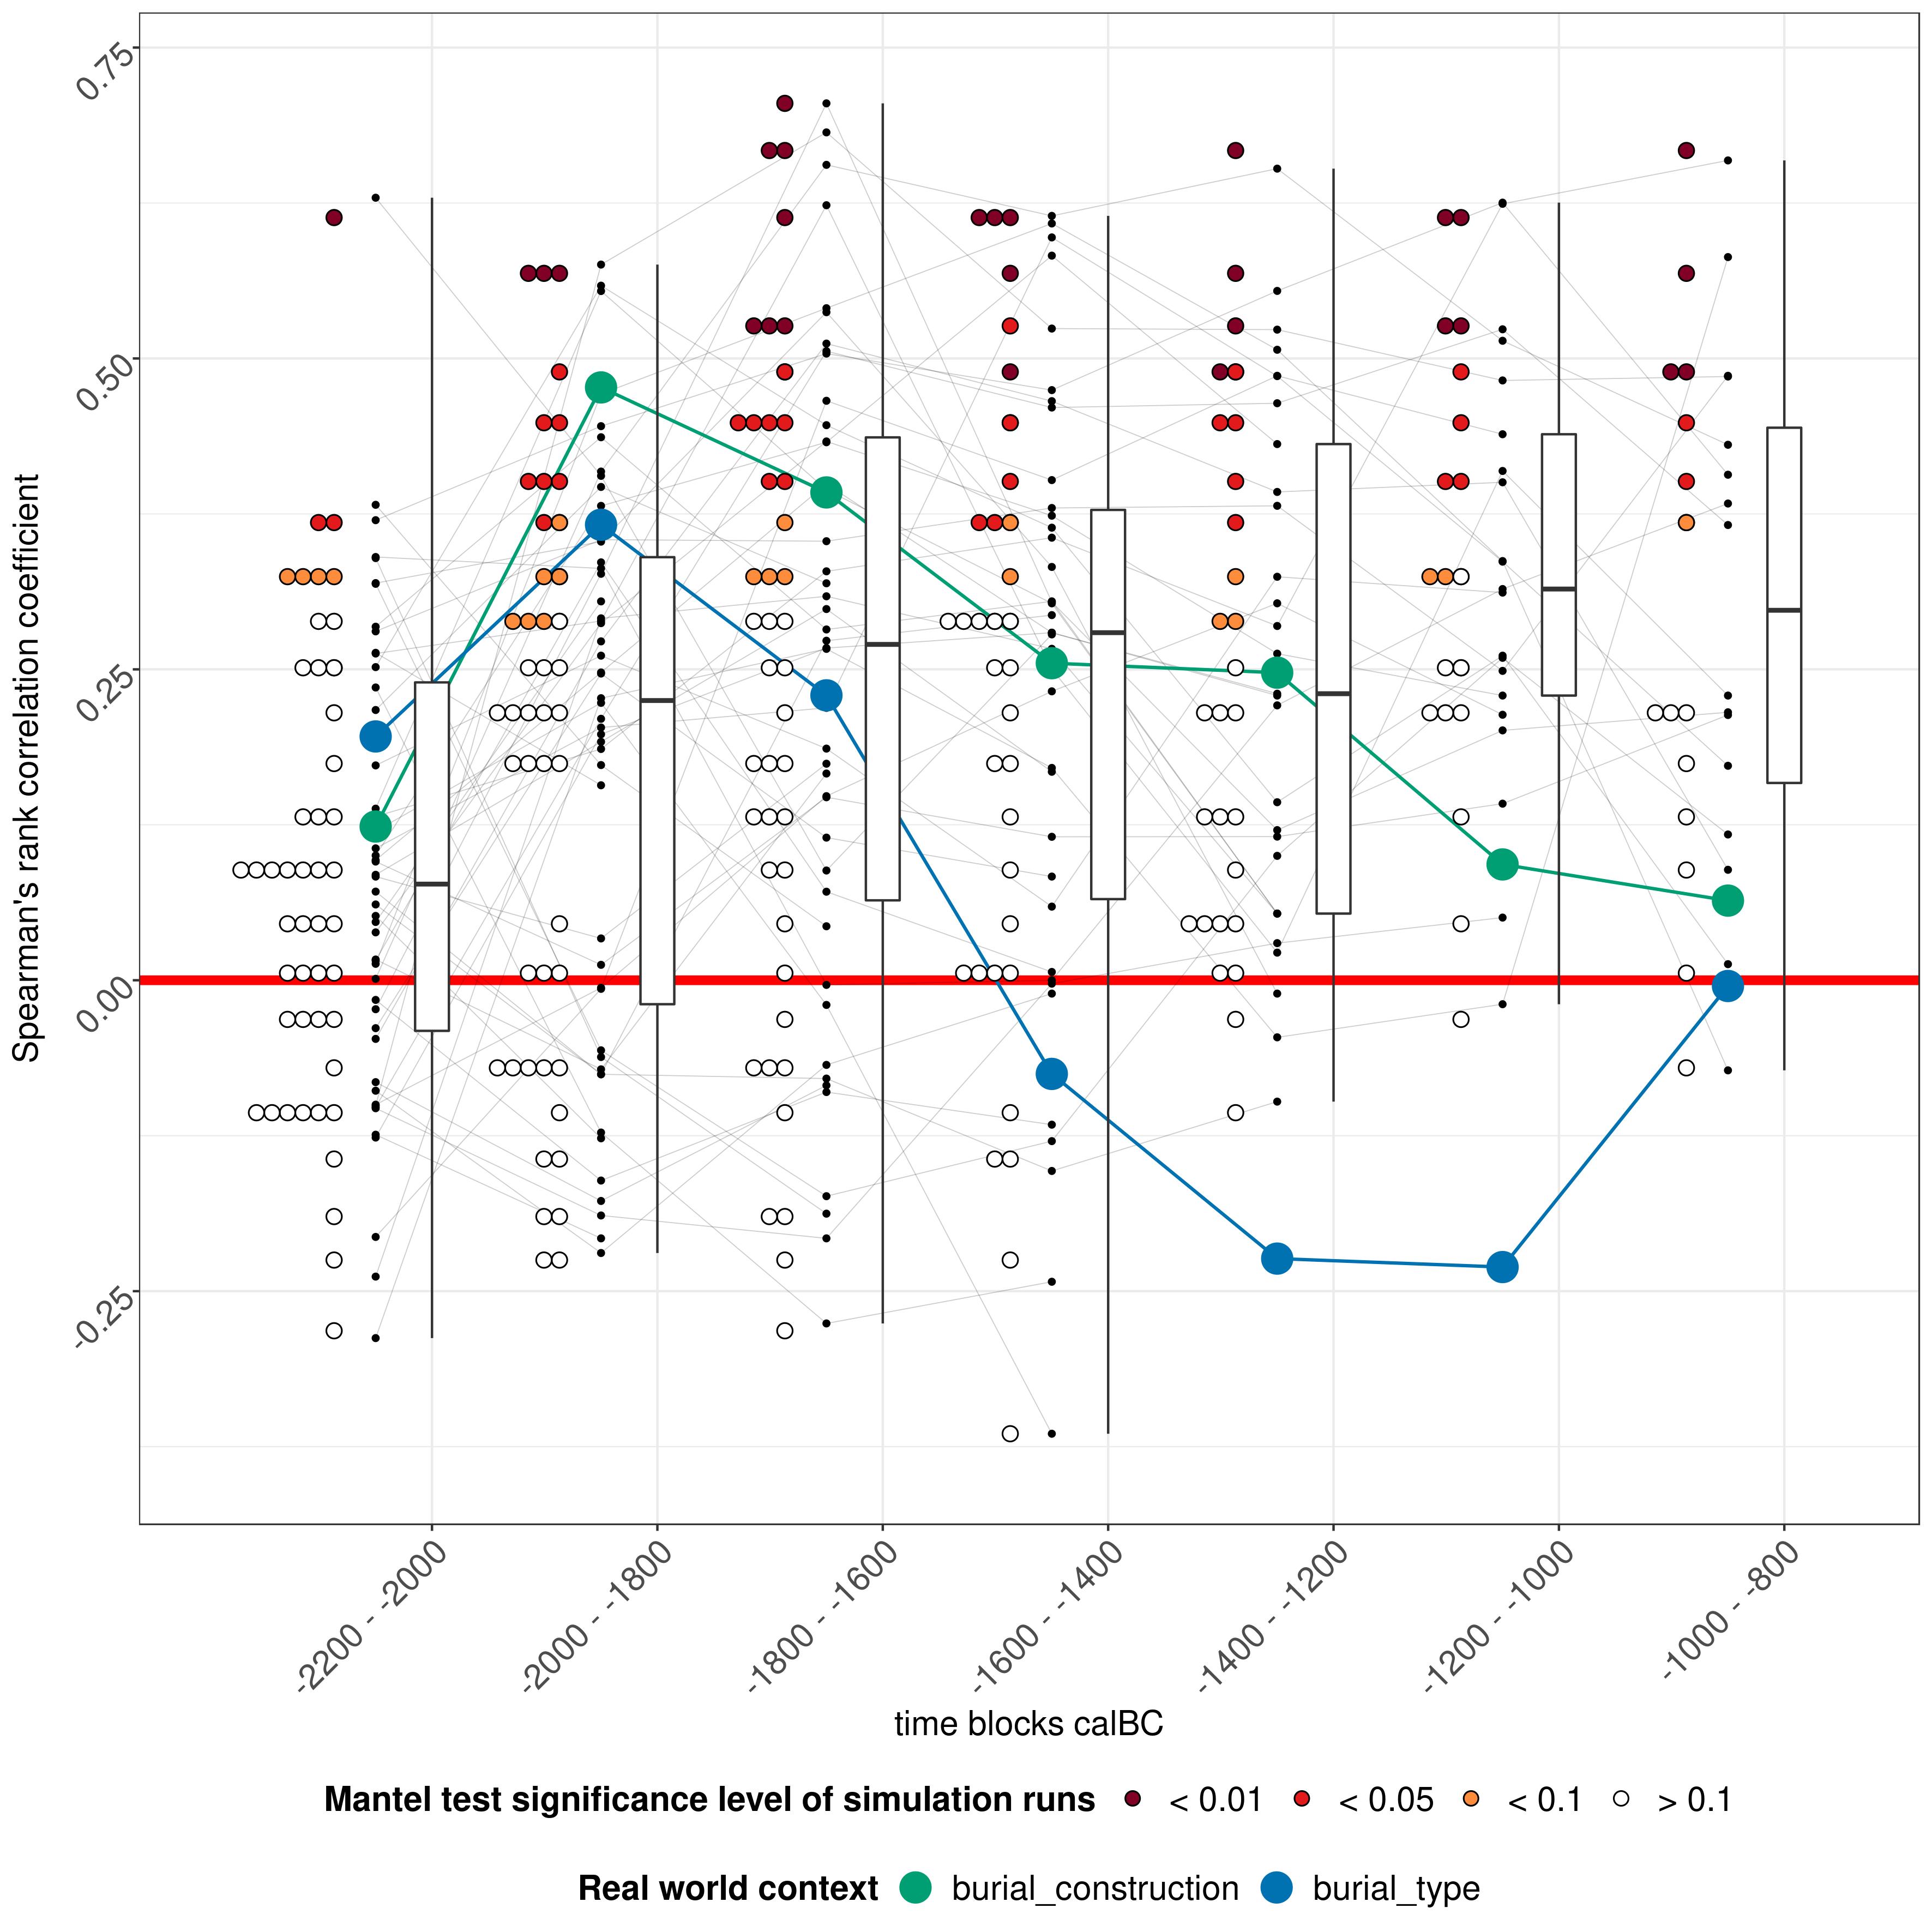 Spearman's rank correlation coefficient
0.75
0.50
0.25
0.00
-0.25
-2200 - -2000
-2000 - -1800
-1800 - -1600
-1600 - -1400
-1400 - -1200
-1200 - -1000
-1000 - -800
time blocks calBC
Mantel test significance level of simulation runs < 0.01 < 0.05 < 0.1 > 0.1
Real world context burial_construction burial_type